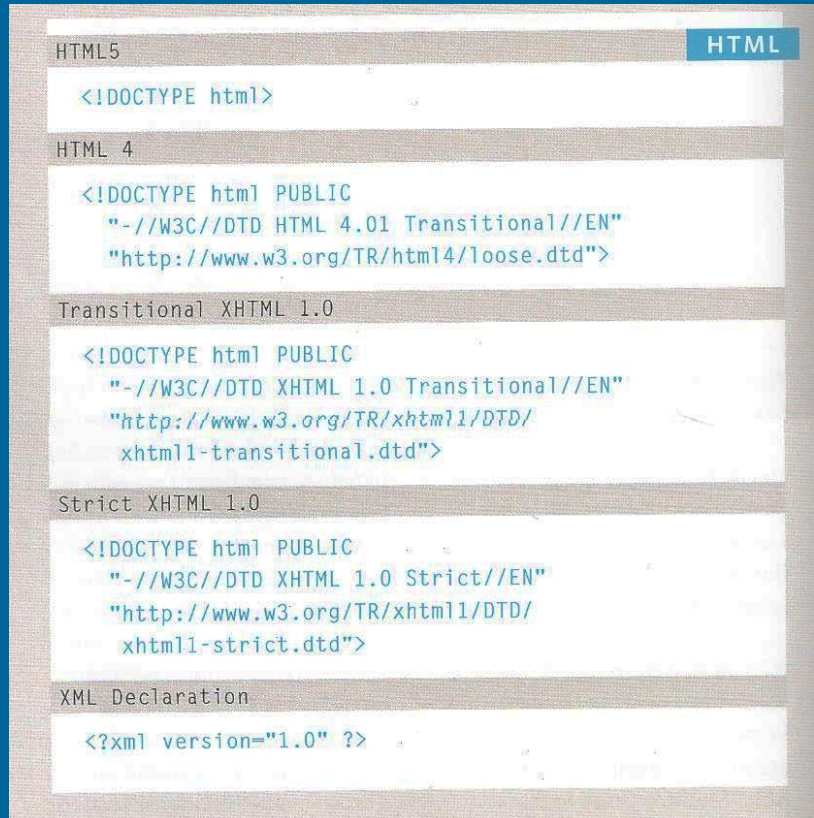 HTML5
HTML
<!DOCTYPE html>
HTML 4
<!DOCTYPE html PUBLIC
"-//W3C//DTD HTML 4.01 Transitional//EN"
"http://www.w3.org/TR/html4/loose.dtd">
Transitional XHTML 1.0
<!DOCTYPE html PUBLIC
"-//W3C//DTD XHTML 1.0 Transitional//EN"
"http://www.w3.org/TR/xhtml1/DTD/
xhtml1-transitional.dtd">
Strict XHTML 1.0
<!DOCTYPE html PUBLIC
"-//W3C//DTD XHTML 1.0 Strict//EN"
"http://www.w3.org/TR/xhtml1/DTD/
xhtml1-strict.dtd">
XML Declaration
<?xml version="1.0" ?>